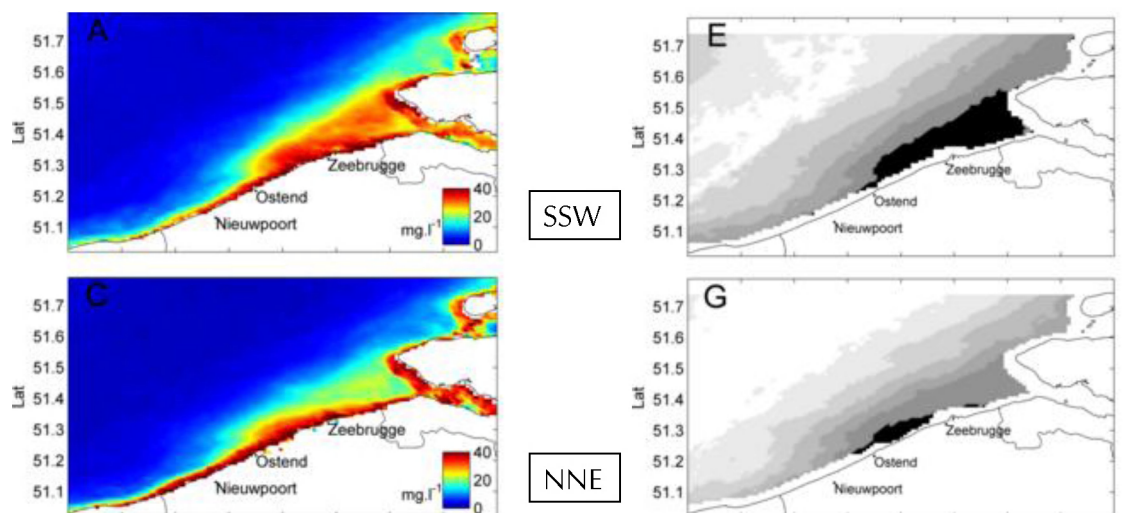 A
51.7
51.6
51.5
51.4
51.3
51.2
51.1
Lat
Zeebrugge
Ostend
Nieuwpoort
mg.l-1
40
20
0
SSW
E
51.7
51.6
51.5
51.4
51.3
51.2
51.1
Lat
Zeebrugge
Ostend
Nieuwpoort
C
51.7
51.6
51.5
51.4
51.3
51.2
51.1
Lat
Zeebrugge
Ostend
Nieuwpoort
mg.l-1
40
20
0
NNE
G
51.7
51.6
51.5
51.4
51.3
51.2
51.1
Lat
Zeebrugge
Ostend
Nieuwpoort